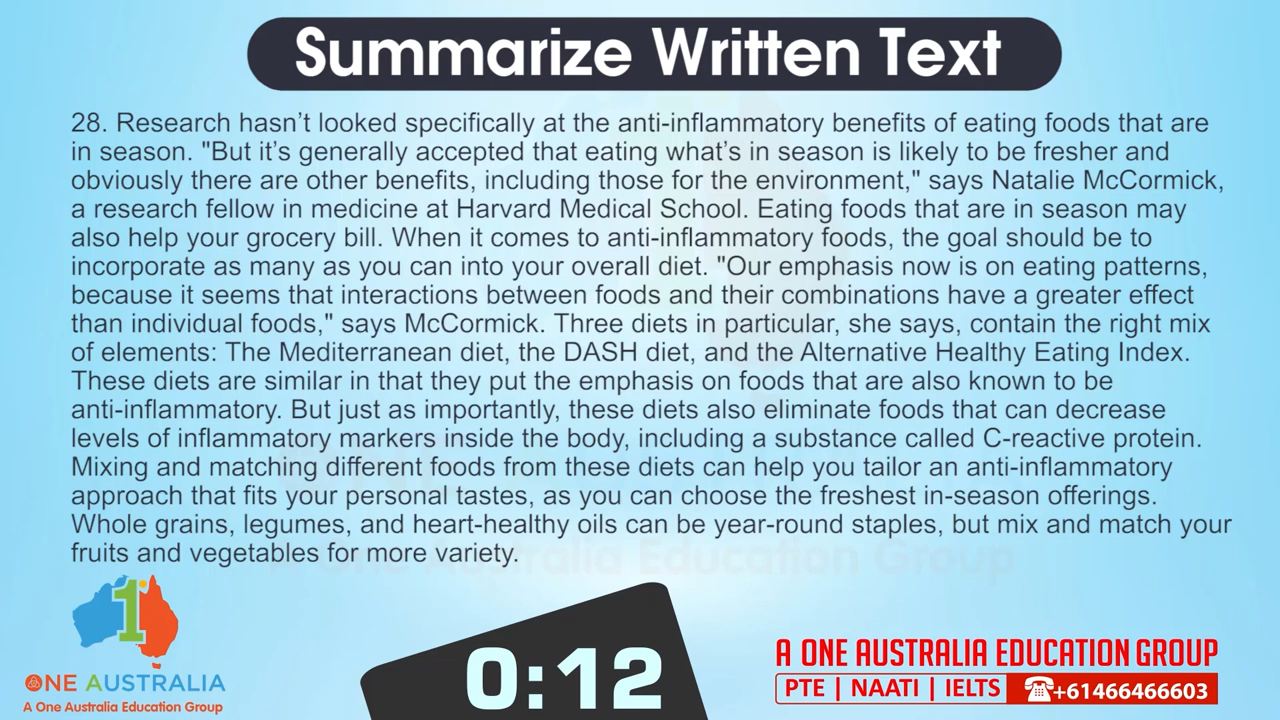 Summarize Written Text
28. Research hasn't looked specifically at the anti-inflammatory benefits of eating foods that are
in season. "But it's generally accepted that eating what's in season is likely to be fresher and
obviously there are other benefits, including those for the environment," says Natalie McCormick,
a research fellow in medicine at Harvard Medical School. Eating foods that are in season may
also help your grocery bill. When it comes to anti-inflammatory foods, the goal should be to
incorporate as many as you can into your overall diet. "Our emphasis now is on eating patterns,
because it seems that interactions between foods and their combinations have a greater effect
than individual foods," says McCormick. Three diets in particular, she says, contain the right mix
of elements: The Mediterranean diet, the DASH diet, and the Alternative Healthy Eating Index.
These diets are similar in that they put the emphasis on foods that are also known to be
anti-inflammatory. But just as importantly, these diets also eliminate foods that can decrease
levels of inflammatory markers inside the body, including a substance called C-reactive protein.
Mixing and matching different foods from these diets can help you tailor an anti-inflammatory
approach that fits your personal tastes, as you can choose the freshest in-season offerings.
Whole grains, legumes, and heart-healthy oils can be year-round staples, but mix and match your
fruits and vegetables for more variety.
A One Australia Education Group
1
ONE AUSTRALIA
A One Australia Education Group
0:12
A ONE AUSTRALIA EDUCATION GROUP
PTE | NAATI | IELTS
+61466466603